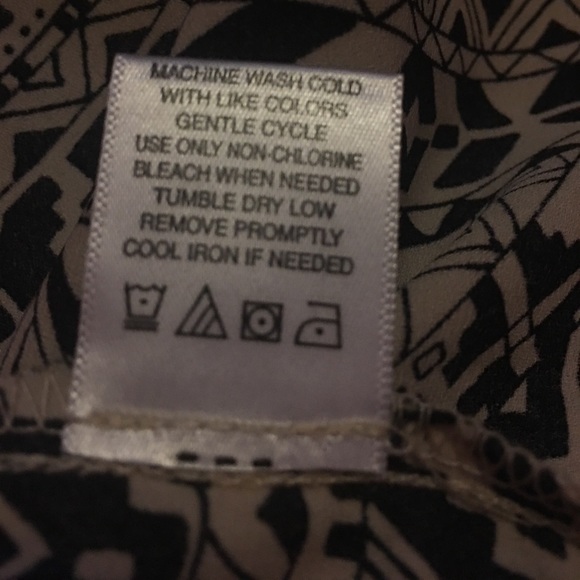 MACHINE WASH COLD
WITH LIKE COLORS
GENTLE CYCLE
USE ONLY NON-CHLORINE
BLEACH WHEN NEEDED
TUMBLE DRY LOW
REMOVE PROMPTLY
COOL IRON IF NEEDED